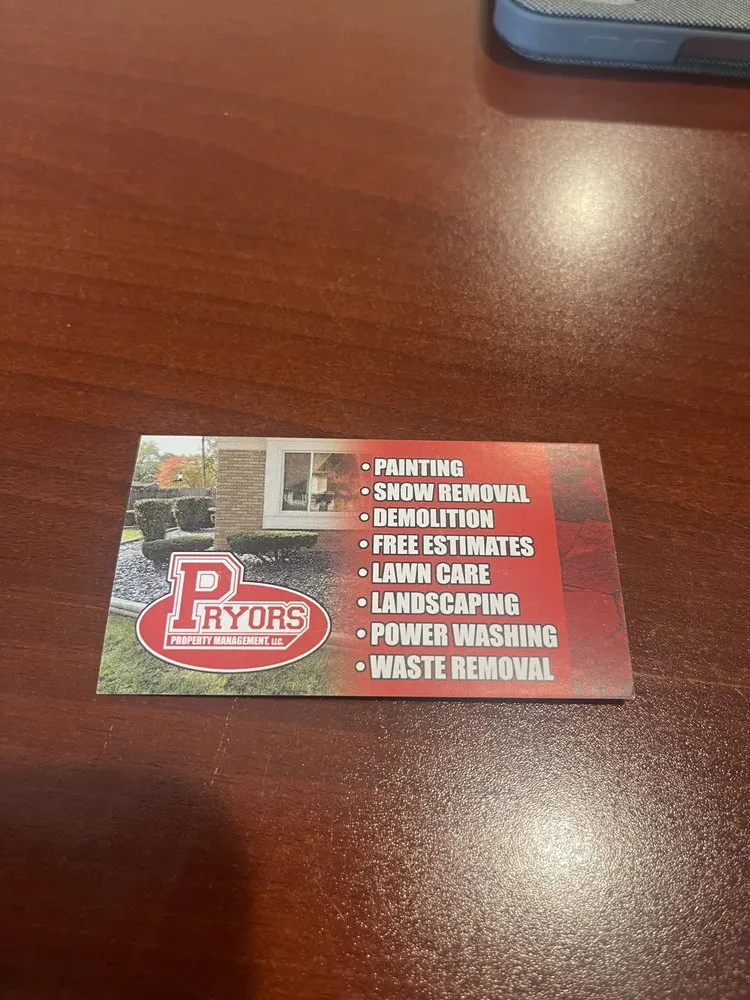 PRYORS
PROPERTY MANAGEMENT, LLC.
• PAINTING
• SNOW REMOVAL
• DEMOLITION
• FREE ESTIMATES
• LAWN CARE
• LANDSCAPING
• POWER WASHING
• WASTE REMOVAL